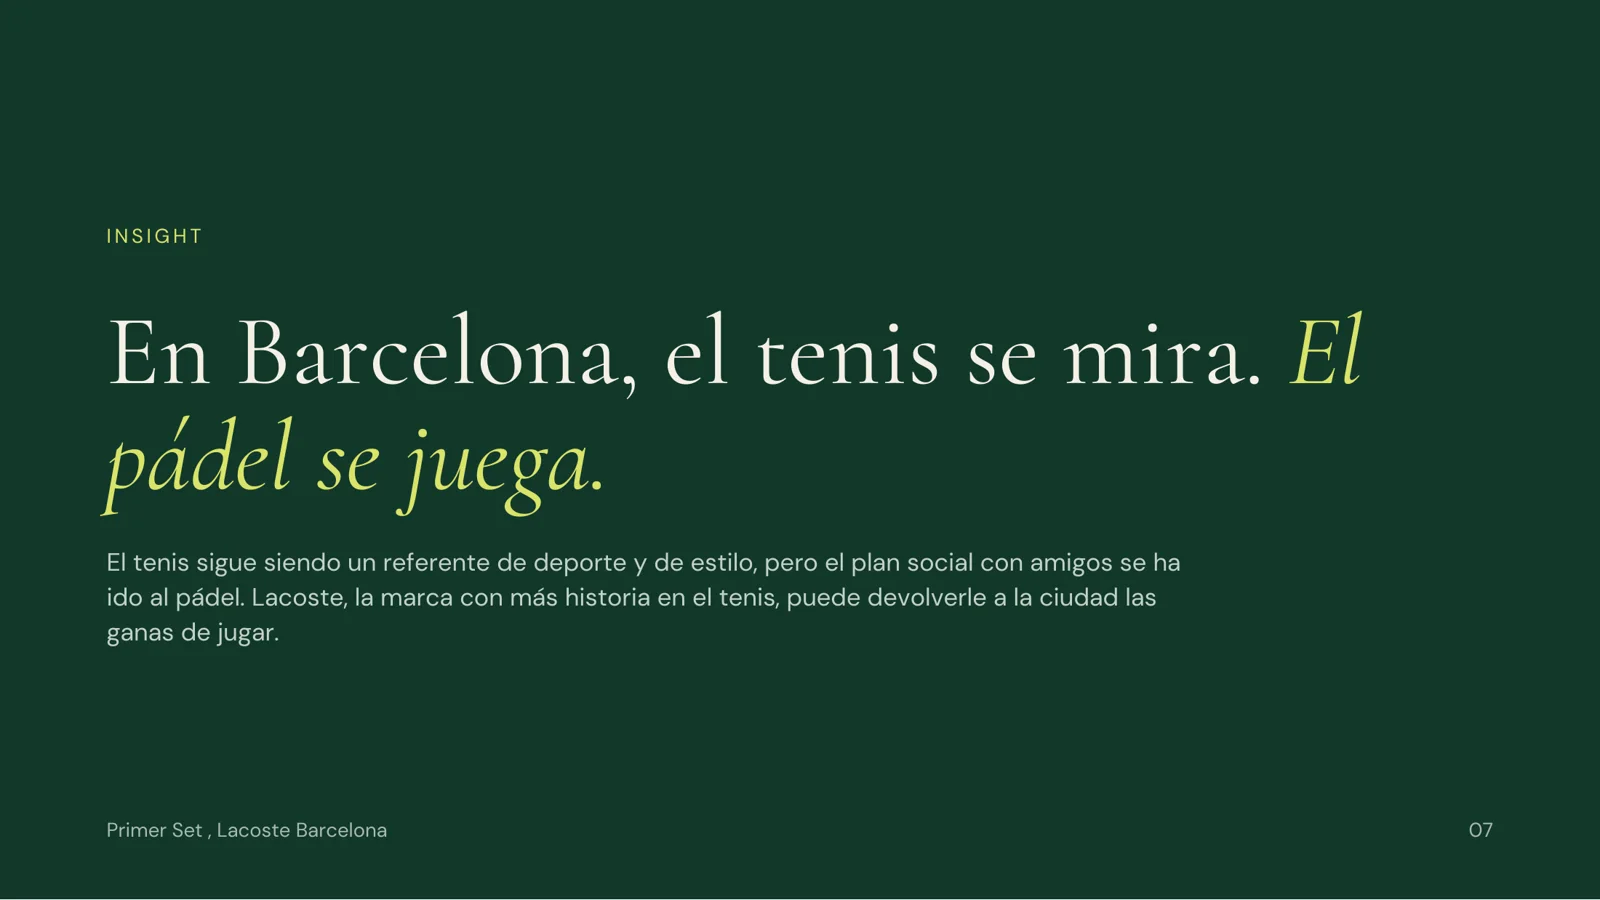 INSIGHT
En Barcelona, el tenis se mira. El
pádel se juega.
El tenis sigue siendo un referente de deporte y de estilo, pero el plan social con amigos se ha
ido al pádel. Lacoste, la marca con más historia en el tenis, puede devolverle a la ciudad las
ganas de jugar.
Primer Set , Lacoste Barcelona
07